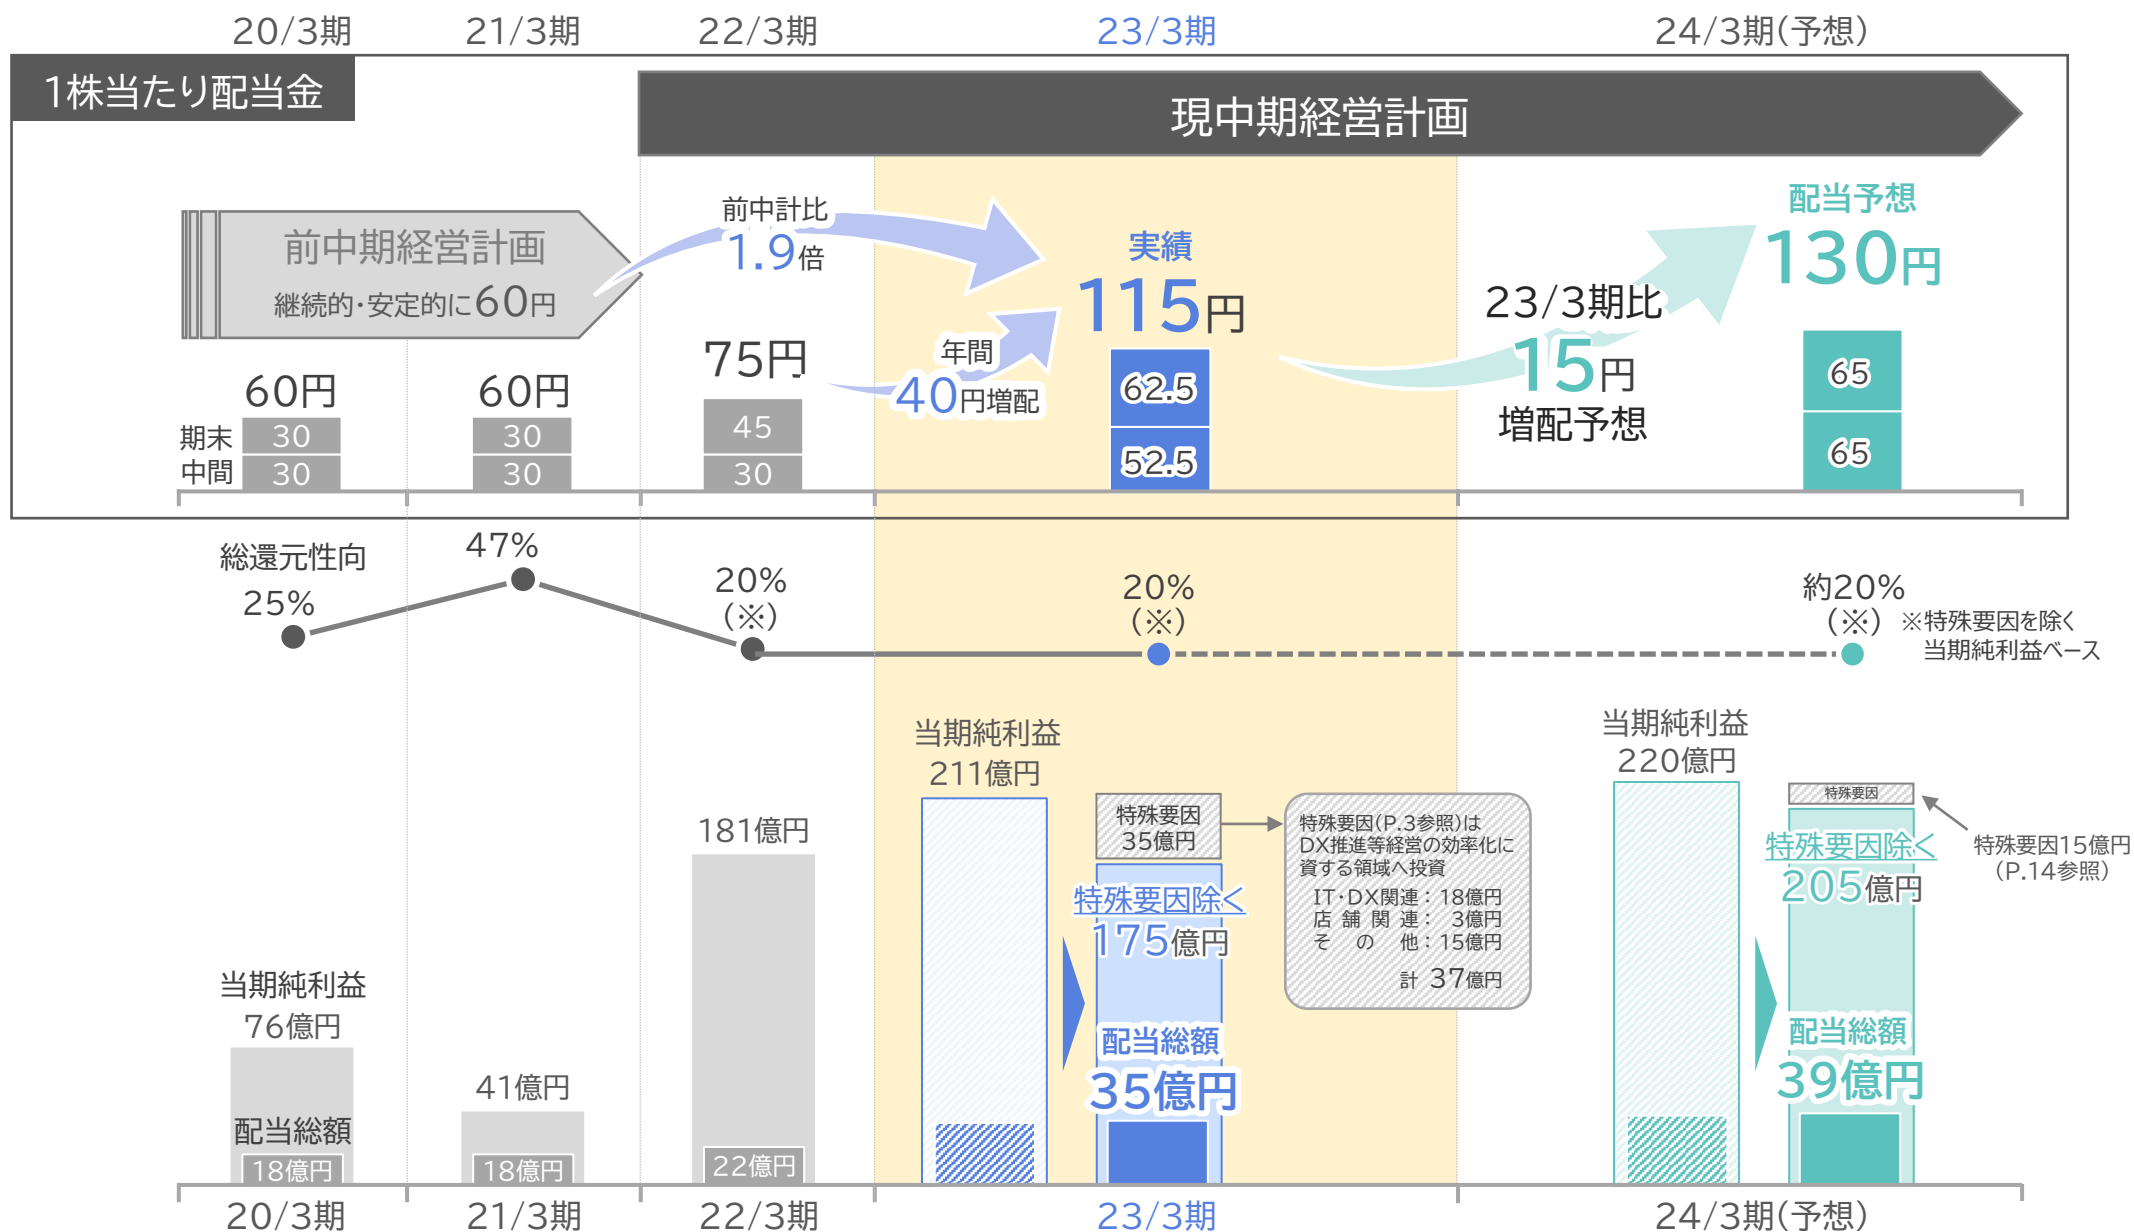 20/3期
21/3期
22/3期
23/3期
24/3期(予想)
1株当たり配当金
現中期経営計画
前中期経営計画
継続的・安定的に60円
前中計比
1.9倍
実績
115円
配当予想
130円
23/3期比
15円
増配予想
年間
40円増配
60円
60円
75円
期末
中間
30
30
30
30
45
30
62.5
52.5
65
65
総還元性向
25%
47%
20%
(※)
20%
(※)
約20%
(※)
※特殊要因を除く
当期純利益ベース
当期純利益
76億円
配当総額
18億円
41億円
18億円
181億円
22億円
当期純利益
211億円
特殊要因
35億円
特殊要因除く
175億円
配当総額
35億円
特殊要因(P.3参照)は
DX推進等経営の効率化に
資する領域へ投資
IT・DX関連：18億円
店舗関連：3億円
その他：15億円
計 37億円
当期純利益
220億円
特殊要因
特殊要因除く
205億円
配当総額
39億円
特殊要因15億円
(P.14参照)
20/3期
21/3期
22/3期
23/3期
24/3期(予想)